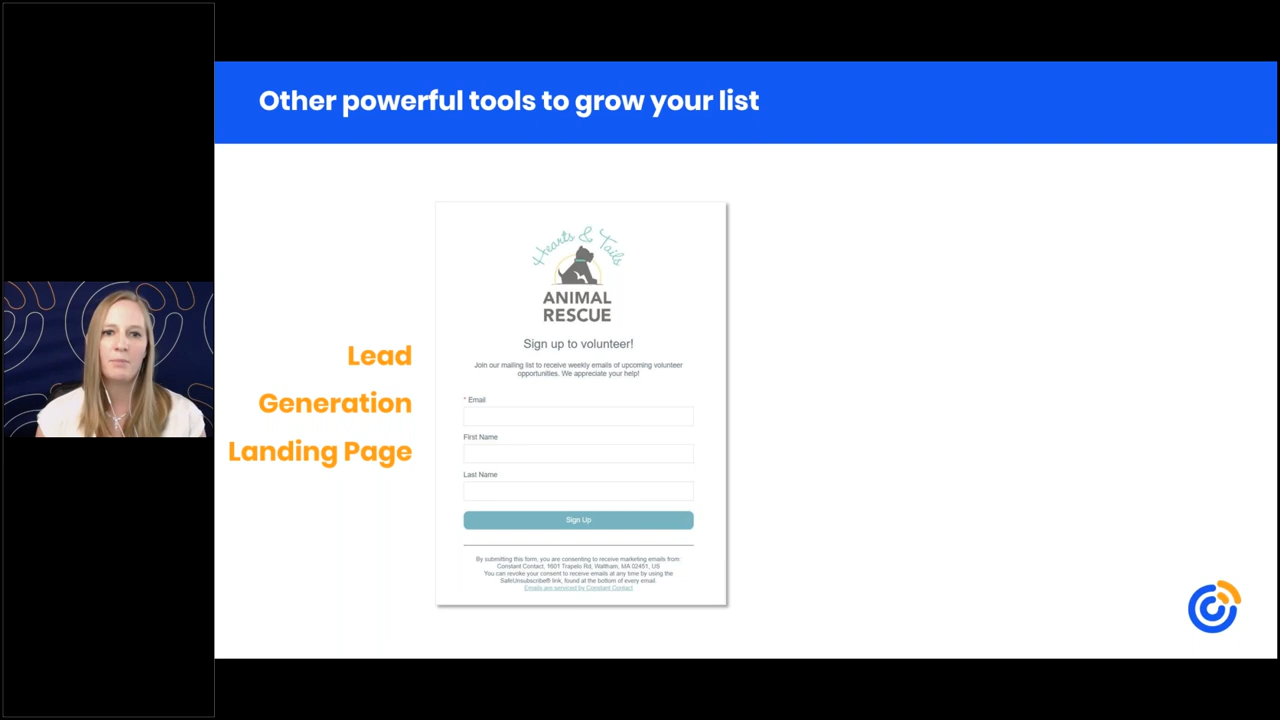 Other powerful tools to grow your list
Lead
Generation
Landing Page
Hearts & Tails
ANIMAL
RESCUE
Sign up to volunteer!
Join our mailing list to receive weekly emails of upcoming volunteer
opportunities. We appreciate your help!
* Email
First Name
Last Name
Sign Up
By submitting this form, you are consenting to receive marketing emails from:
Constant Contact, 1601 Trapelo Rd, Waltham, MA 02451, US
You can revoke your consent to receive emails at any time by using the
SafeUnsubscribe® link, found at the bottom of every email.
Emails are serviced by Constant Contact